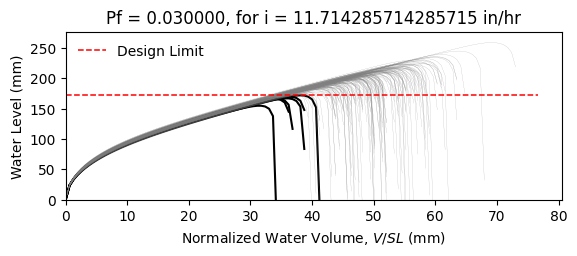 Pf = 0.030000, for i = 11.714285714285715 in/hr
Design Limit
Water Level (mm)
250
200
150
100
50
0
0 10 20 30 40 50 60 70 80
Normalized Water Volume, V/SL (mm)